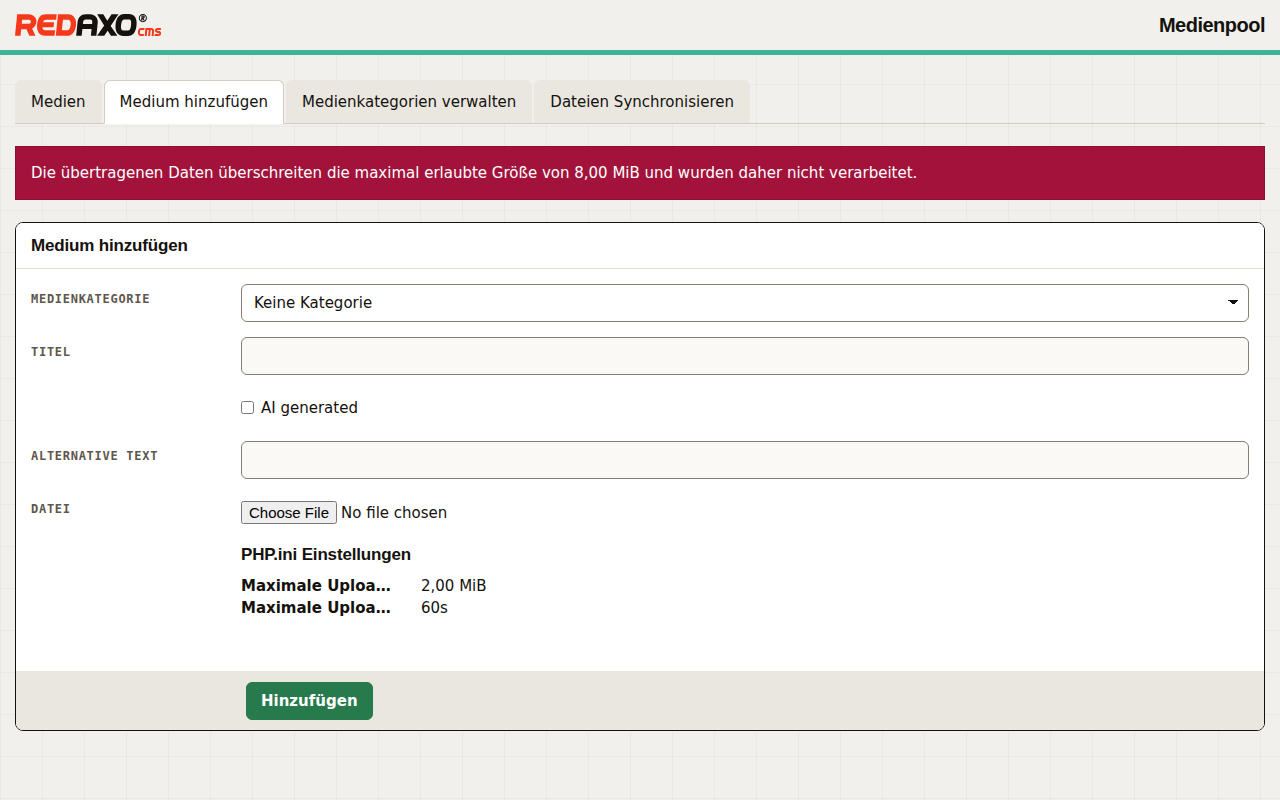 REDAXO® cms
Medienpool
Medien
Medium hinzufügen
Medienkategorien verwalten
Dateien Synchronisieren
Die übertragenen Daten überschreiten die maximal erlaubte Größe von 8,00 MiB und wurden daher nicht verarbeitet.
Medium hinzufügen
MEDIENKATEGORIE
Keine Kategorie
TITEL
AI generated
ALTERNATIVE TEXT
DATEI
Choose File No file chosen
PHP.ini Einstellungen
Maximale Uploa… 2,00 MiB
Maximale Uploa… 60s
Hinzufügen